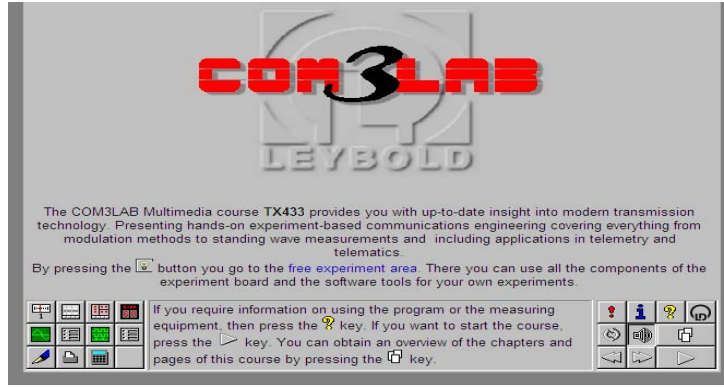 COM3LAB
LEYBOLD
The COM3LAB Multimedia course TX433 provides you with up-to-date insight into modern transmission
technology. Presenting hands-on experiment-based communications engineering covering everything from
modulation methods to standing wave measurements and including applications in telemetry and
telematics.
By pressing the button you go to the free experiment area. There you can use all the components of the
experiment board and the software tools for your own experiments.
If you require information on using the program or the measuring
equipment, then press the ? key. If you want to start the course,
press the key. You can obtain an overview of the chapters and
pages of this course by pressing the key.